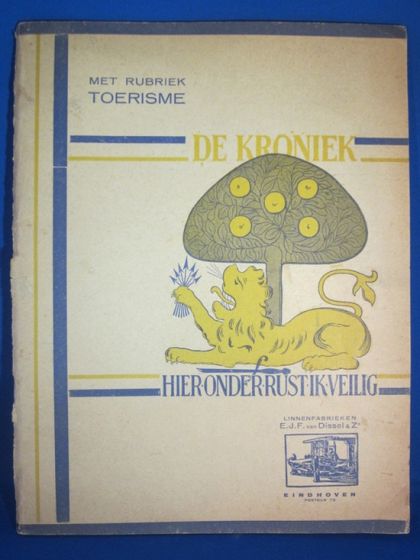 MET RUBRIEK
TOERISME
DE KRONIEK
HIER·ONDER·RUST·IK·VEILIG
LINNENFABRIEKEN
E.J.F. van Dissel & Zn
EINDHOVEN